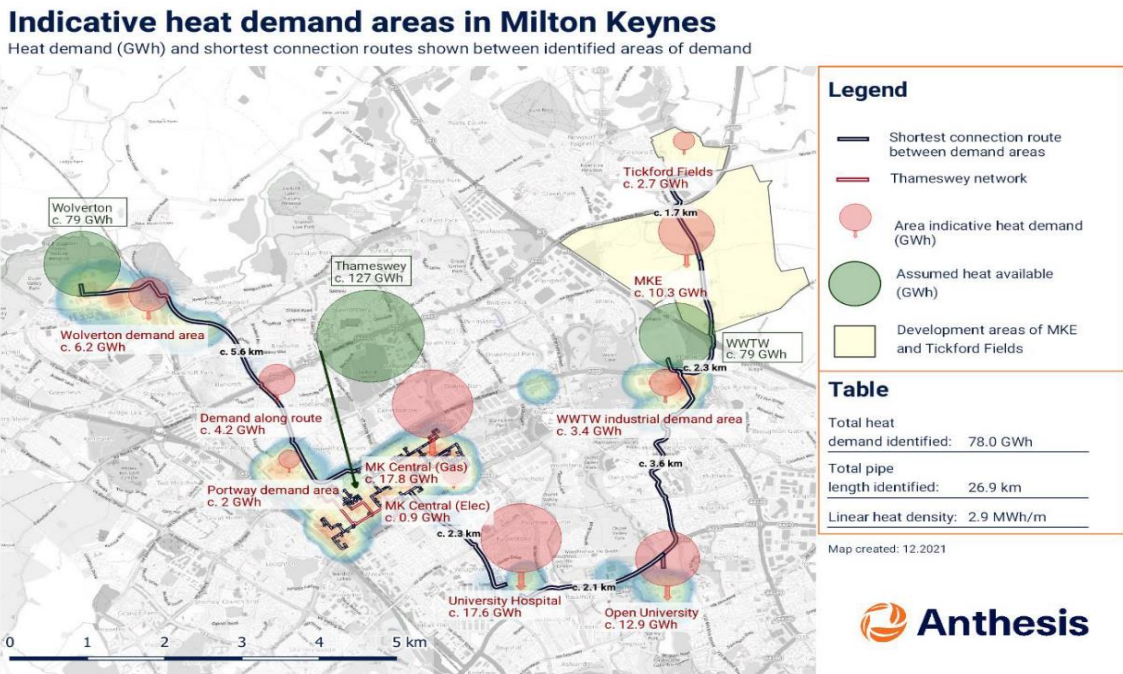 Indicative heat demand areas in Milton Keynes
Heat demand (GWh) and shortest connection routes shown between identified areas of demand
Wolverton
c. 79 GWh
Wolverton demand area
c. 6.2 GWh
c. 5.6 km
Demand along route
c. 4.2 GWh
Portway demand area
c. 2 GWh
Thameswey
c. 127 GWh
MK Central (Gas)
c. 17.8 GWh
MK Central (Elec)
c. 0.9 GWh
c. 2.3 km
University Hospital
c. 17.6 GWh
c. 2.1 km
Open University
c. 12.9 GWh
c. 3.6 km
WWTW industrial demand area
c. 3.4 GWh
c. 2.3 km
WWTW
c. 79 GWh
MKE
c. 10.3 GWh
c. 1.7 km
Tickford Fields
c. 2.7 GWh
0 1 2 3 4 5 km
Legend
Shortest connection route
between demand areas
Thameswey network
Area indicative heat demand
(GWh)
Assumed heat available
(GWh)
Development areas of MKE
and Tickford Fields
Table
Total heat
demand identified: 78.0 GWh
Total pipe
length identified: 26.9 km
Linear heat density: 2.9 MWh/m
Map created: 12.2021
Anthesis